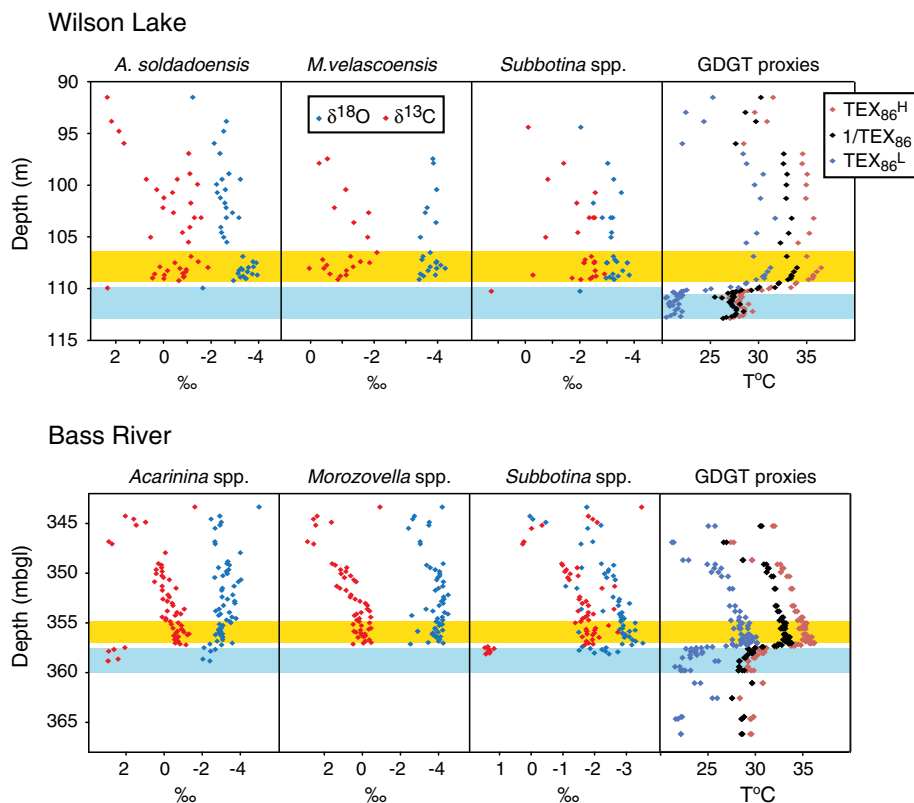 Wilson Lake
A. soldadoensis M.velascoensis Subbotina spp. GDGT proxies
δ18O δ13C
TEX86H
1/TEX86
TEX86L
Depth (m)
90
95
100
105
110
115
2 0 -2 -4 0 -2 -4 0 -2 -4 25 30 35
‰ ‰ ‰ TºC
Bass River
Acarinina spp. Morozovella spp. Subbotina spp. GDGT proxies
Depth (mbgl)
345
350
355
360
365
2 0 -2 -4 2 0 -2 -4 1 0 -1 -2 -3 25 30 35
‰ ‰ ‰ TºC